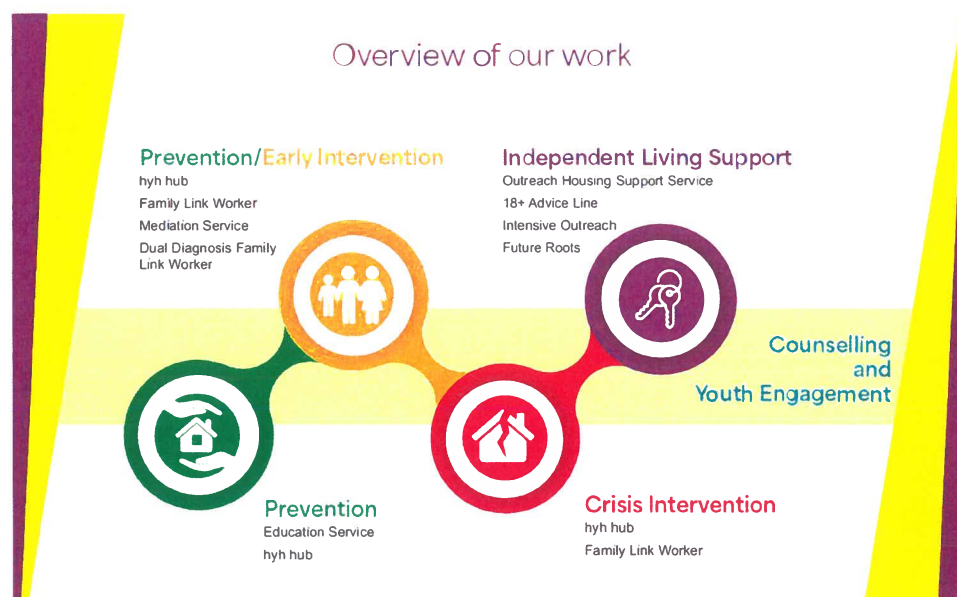 Overview of our work
Prevention/Early Intervention
hyh hub
Family Link Worker
Mediation Service
Dual Diagnosis Family
Link Worker
Independent Living Support
Outreach Housing Support Service
18+ Advice Line
Intensive Outreach
Future Roots
Counselling
and
Youth Engagement
Prevention
Education Service
hyh hub
Crisis Intervention
hyh hub
Family Link Worker